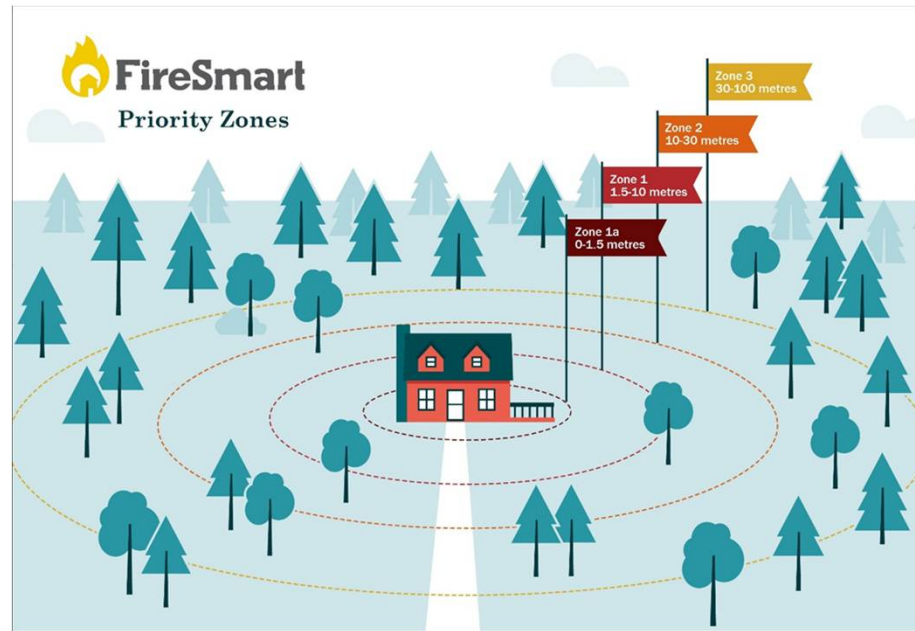 FireSmart
Priority Zones
Zone 3
30-100 metres
Zone 2
10-30 metres
Zone 1
1.5-10 metres
Zone 1a
0-1.5 metres